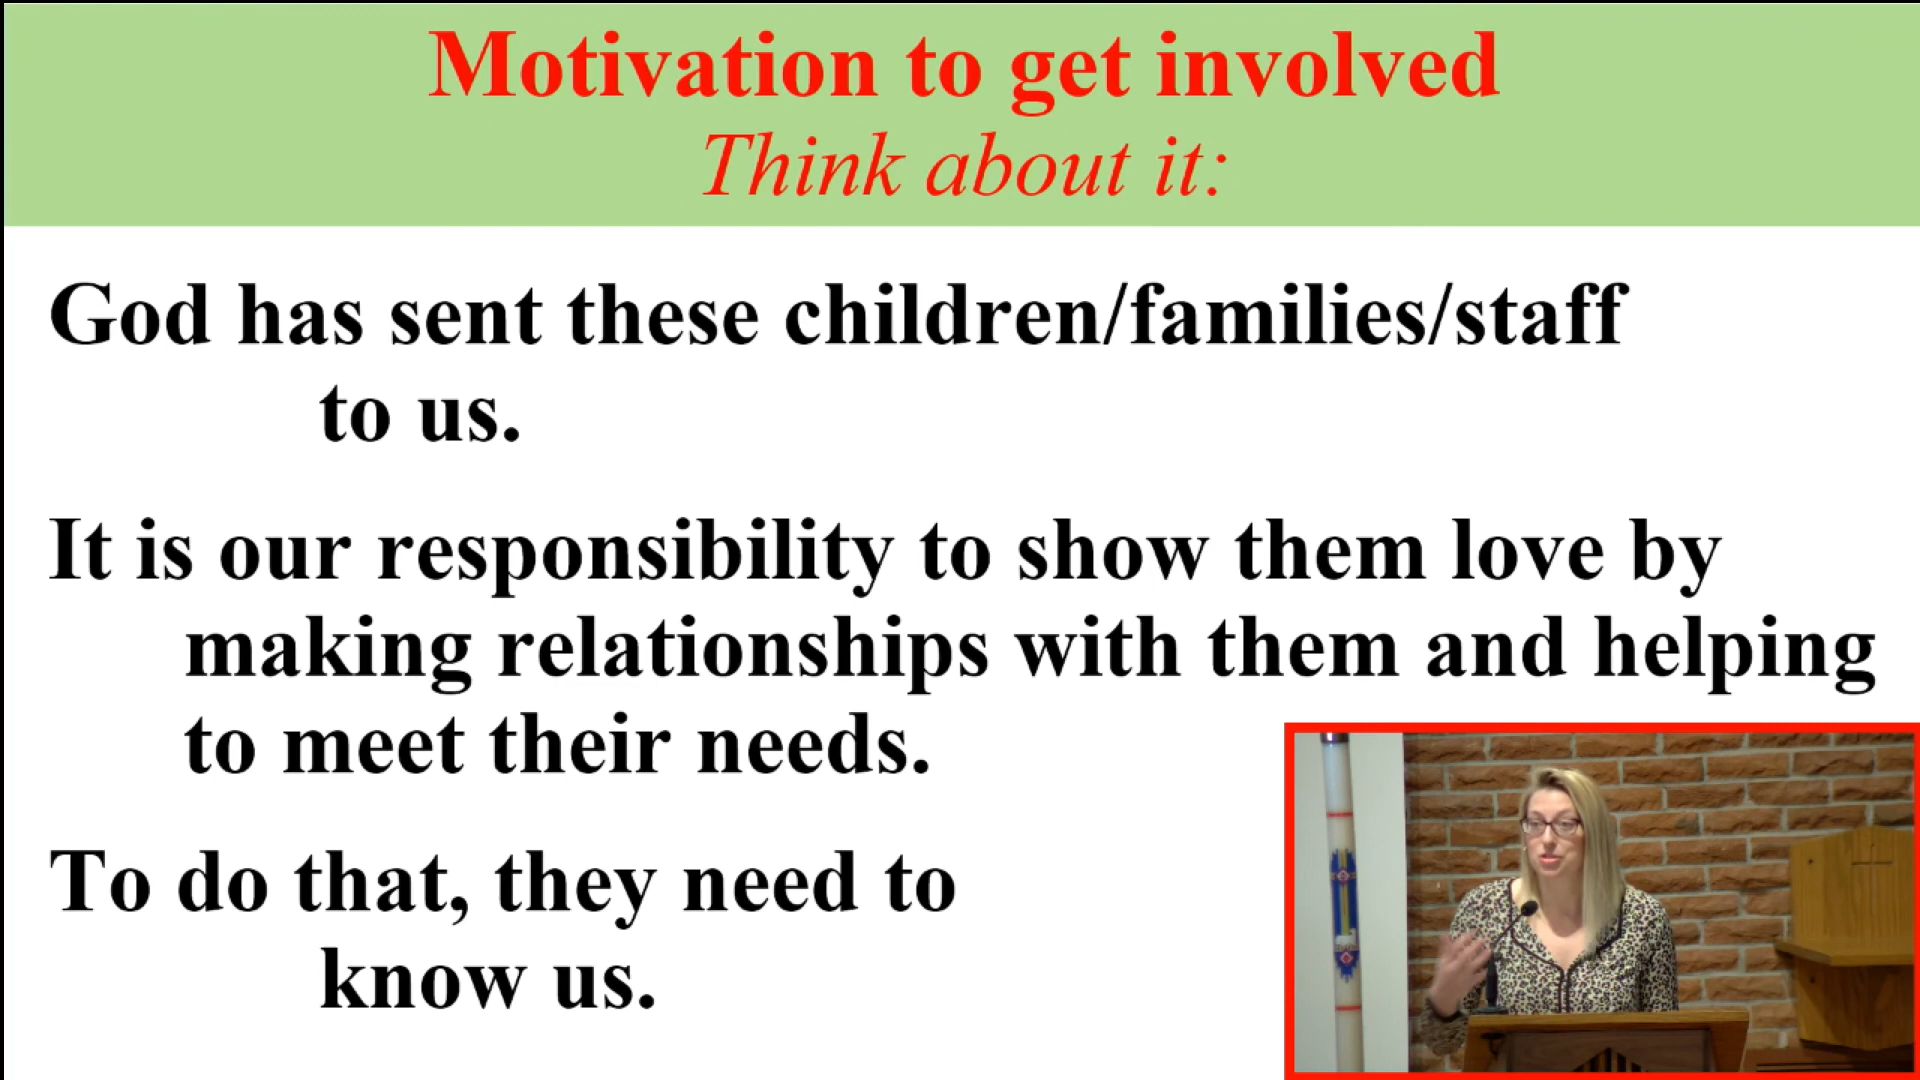 Motivation to get involved
Think about it:
God has sent these children/families/staff
to us.
It is our responsibility to show them love by
making relationships with them and helping
to meet their needs.
To do that, they need to
know us.